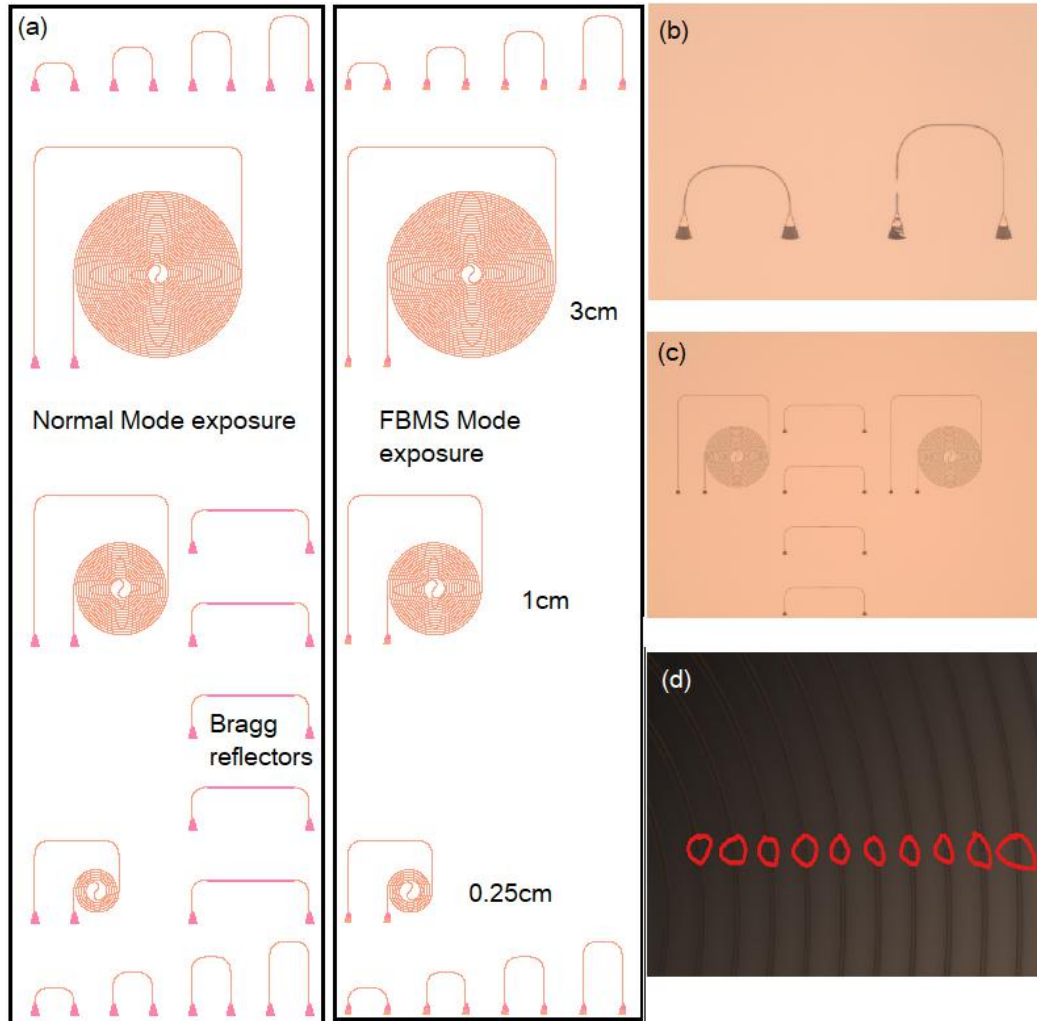 (a)
(b)
3cm
Normal Mode exposure
FBMS Mode
exposure
(c)
1cm
Bragg
reflectors
(d)
0.25cm